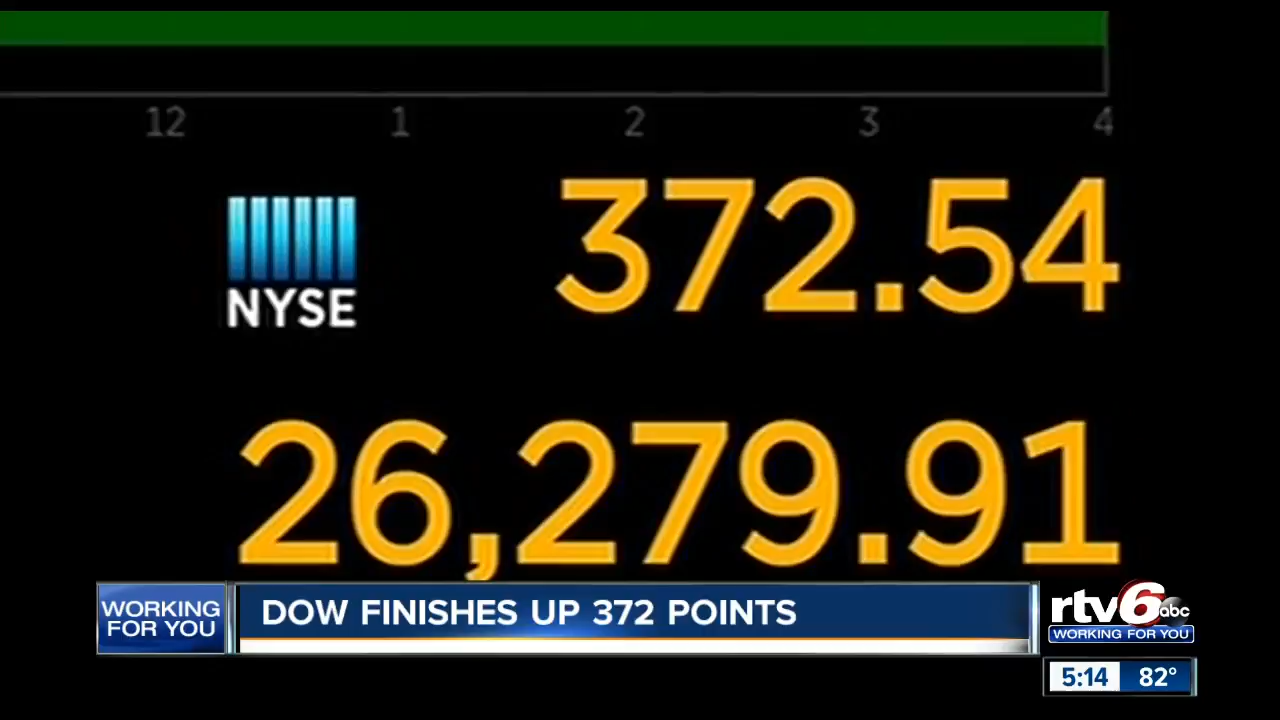 12 1 2 3 4
372.54
NYSE
26,279.91
WORKING
FOR YOU
DOW FINISHES UP 372 POINTS
rtv6 abc
WORKING FOR YOU
5:14 82°